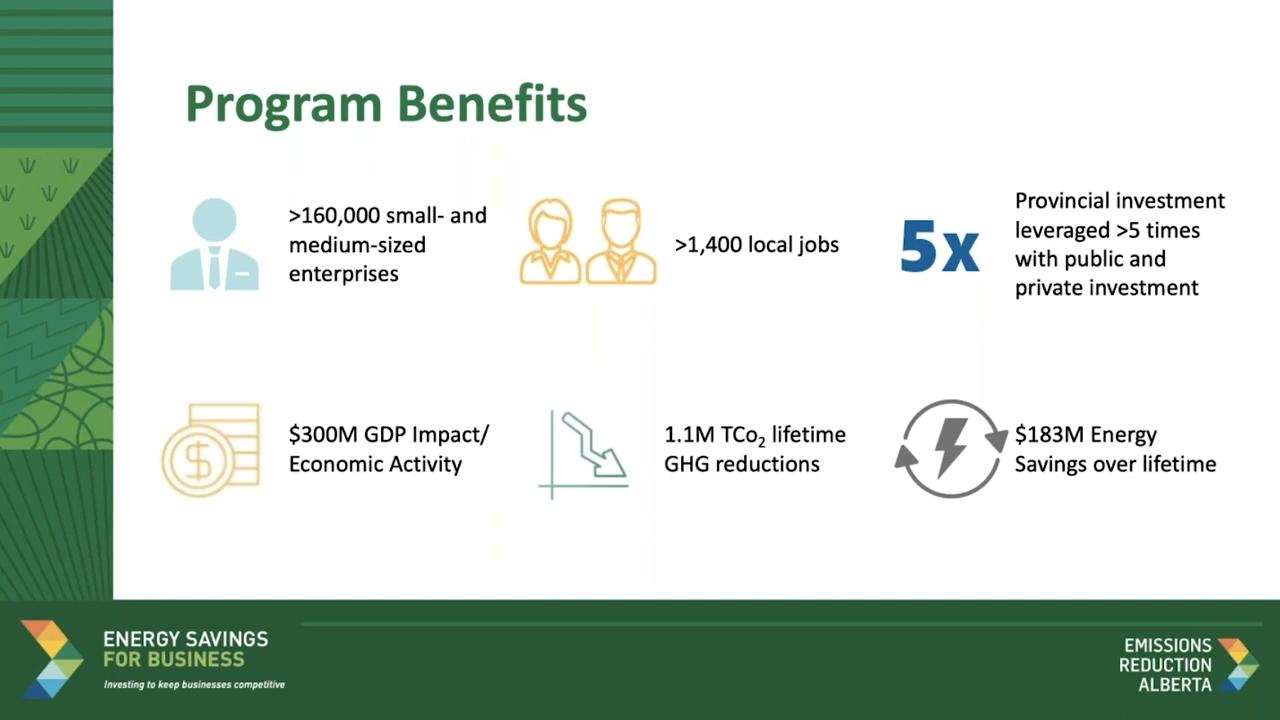 Program Benefits
>160,000 small- and
medium-sized
enterprises
>1,400 local jobs
5x
Provincial investment
leveraged >5 times
with public and
private investment
$
$300M GDP Impact/
Economic Activity
1.1M TCo₂ lifetime
GHG reductions
$183M Energy
Savings over lifetime
ENERGY SAVINGS
FOR BUSINESS
Investing to keep businesses competitive
EMISSIONS
REDUCTION
ALBERTA